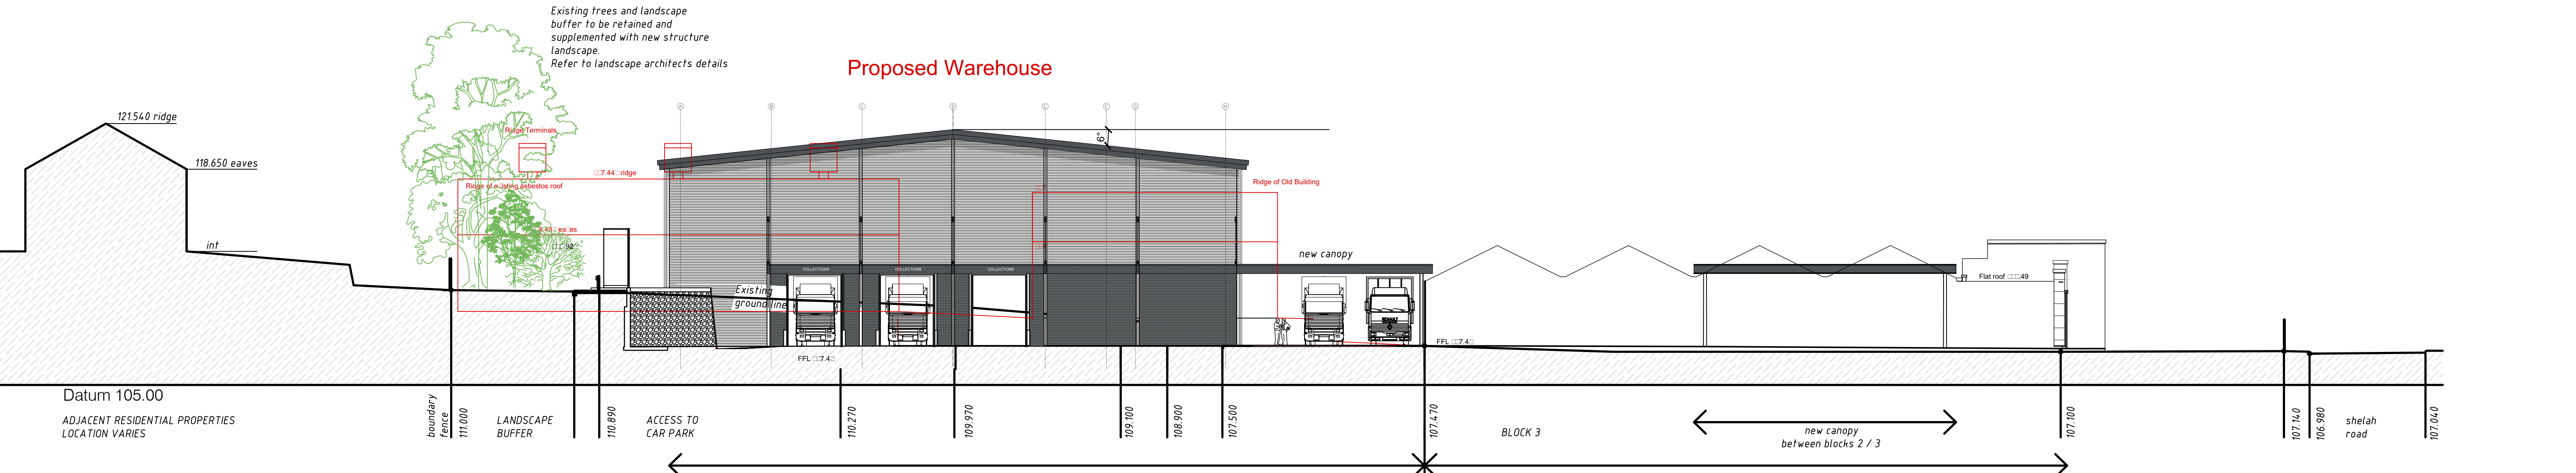 Existing trees and landscape
buffer to be retained and
supplemented with new structure
landscape.
Refer to landscape architects details
Proposed Warehouse
121.540 ridge
118.650 eaves
int
Ridge Terminals
7.44 ridge
Ridge of existing asbestos roof
A
B
C
D
E
F
G
H
6°
Ridge of Old Building
new canopy
COLLECTIONS
COLLECTIONS
COLLECTIONS
Existing
ground line
FFL
FFL
Flat roof
Datum 105.00
ADJACENT RESIDENTIAL PROPERTIES
LOCATION VARIES
boundary
fence
111.000
LANDSCAPE
BUFFER
110.890
ACCESS TO
CAR PARK
110.270
109.970
109.100
108.900
107.500
107.470
BLOCK 3
new canopy
between blocks 2 / 3
107.100
107.140
106.980
shelah
road
107.040